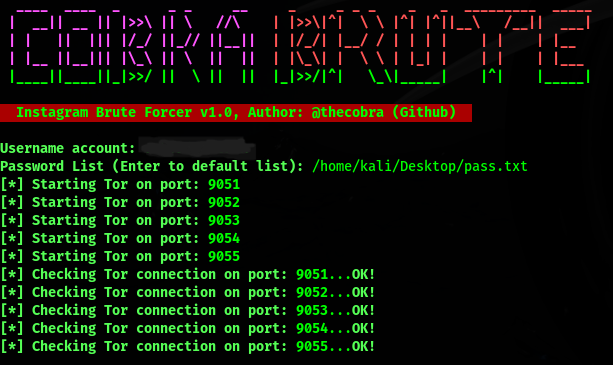 COBRA BRUTE
Instagram Brute Forcer v1.0, Author: @thecobra (Github)
Username account:
Password List (Enter to default list): /home/kali/Desktop/pass.txt
[*] Starting Tor on port: 9051
[*] Starting Tor on port: 9052
[*] Starting Tor on port: 9053
[*] Starting Tor on port: 9054
[*] Starting Tor on port: 9055
[*] Checking Tor connection on port: 9051...OK!
[*] Checking Tor connection on port: 9052...OK!
[*] Checking Tor connection on port: 9053...OK!
[*] Checking Tor connection on port: 9054...OK!
[*] Checking Tor connection on port: 9055...OK!